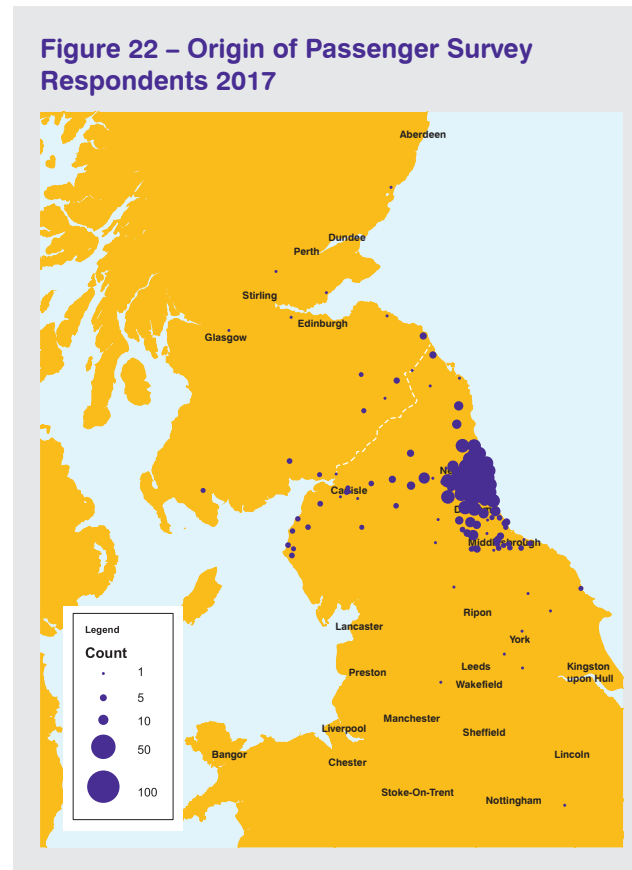 Figure 22 – Origin of Passenger Survey
Respondents 2017
Aberdeen
Dundee
Perth
Stirling
Edinburgh
Glasgow
Carlisle
Middlesbrough
Ripon
Lancaster
York
Leeds
Kingston
upon Hull
Preston
Wakefield
Manchester
Liverpool
Sheffield
Bangor
Chester
Lincoln
Stoke-On-Trent
Nottingham
Legend
Count
1
5
10
50
100